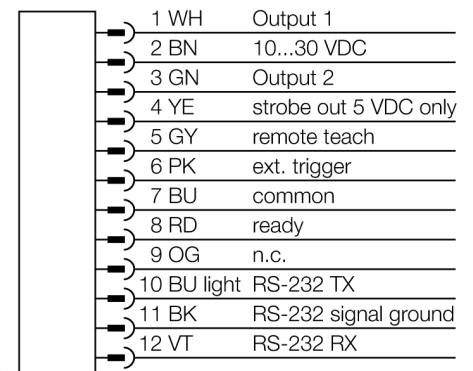 1 WH Output 1
2 BN 10...30 VDC
3 GN Output 2
4 YE strobe out 5 VDC only
5 GY remote teach
6 PK ext. trigger
7 BU common
8 RD ready
9 OG n.c.
10 BU light RS-232 TX
11 BK RS-232 signal ground
12 VT RS-232 RX